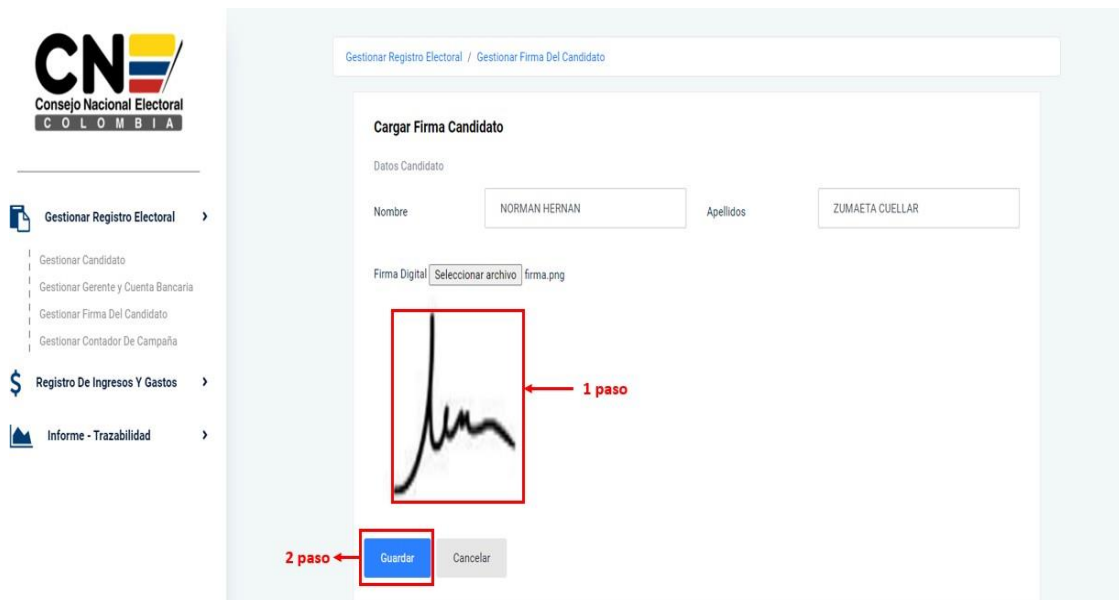 CNE
Consejo Nacional Electoral
COLOMBIA
Gestionar Registro Electoral
Gestionar Candidato
Gestionar Gerente y Cuenta Bancaria
Gestionar Firma Del Candidato
Gestionar Contador De Campaña
Registro De Ingresos Y Gastos
Informe - Trazabilidad
Gestionar Registro Electoral / Gestionar Firma Del Candidato
Cargar Firma Candidato
Datos Candidato
Nombre NORMAN HERNAN Apellidos ZUMAETA CUELLAR
Firma Digital Seleccionar archivo firma.png
1 paso
2 paso Guardar Cancelar